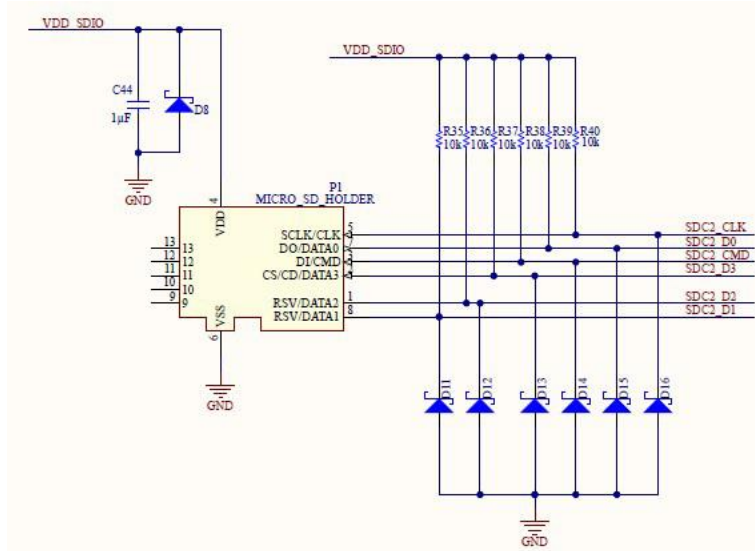 VDD_SDIO
VDD_SDIO
C44
1µF
D8
R35
10k
R36
10k
R37
10k
R38
10k
R39
10k
R40
10k
GND
P1
MICRO_SD_HOLDER
4
VDD
SCLK/CLK
5
SDC2_CLK
13
13
DO/DATA0
7
SDC2_D0
12
12
DI/CMD
3
SDC2_CMD
11
11
CS/CD/DATA3
SDC2_D3
10
10
9
9
RSV/DATA2
1
SDC2_D2
RSV/DATA1
8
SDC2_D1
VSS
6
GND
D11
D12
D13
D14
D15
D16
GND